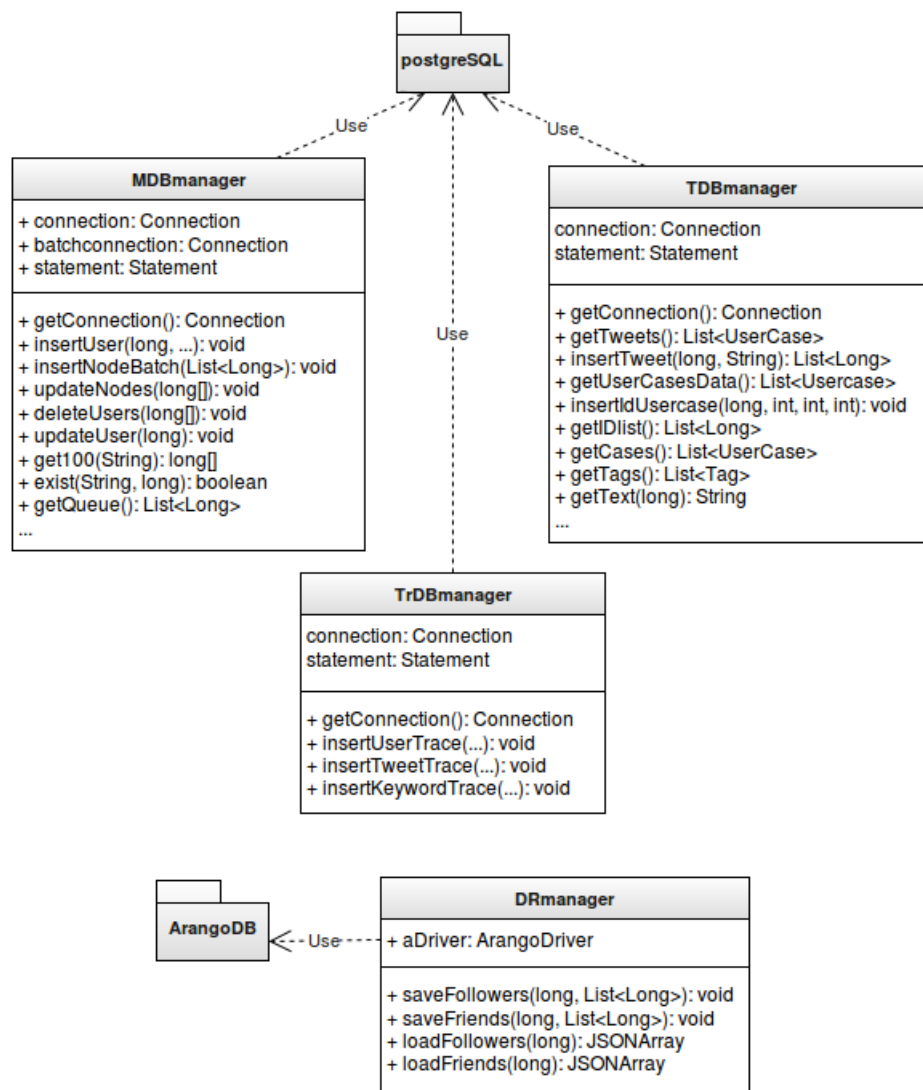 postgreSQL
Use
Use
MDBmanager
+ connection: Connection
+ batchconnection: Connection
+ statement: Statement
+ getConnection(): Connection
+ insertUser(long, ...): void
+ insertNodeBatch(List<Long>): void
+ updateNodes(long[]): void
+ deleteUsers(long[]): void
+ updateUser(long): void
+ get100(String): long[]
+ exist(String, long): boolean
+ getQueue(): List<Long>
...
Use
TDBmanager
connection: Connection
statement: Statement
+ getConnection(): Connection
+ getTweets(): List<UserCase>
+ insertTweet(long, String): List<Long>
+ getUserCasesData(): List<Usercase>
+ insertIdUsercase(long, int, int, int): void
+ getIDlist(): List<Long>
+ getCases(): List<UserCase>
+ getTags(): List<Tag>
+ getText(long): String
...
TrDBmanager
connection: Connection
statement: Statement
+ getConnection(): Connection
+ insertUserTrace(...): void
+ insertTweetTrace(...): void
+ insertKeywordTrace(...): void
ArangoDB
Use
DRmanager
+ aDriver: ArangoDriver
+ saveFollowers(long, List<Long>): void
+ saveFriends(long, List<Long>): void
+ loadFollowers(long): JSONArray
+ loadFriends(long): JSONArray